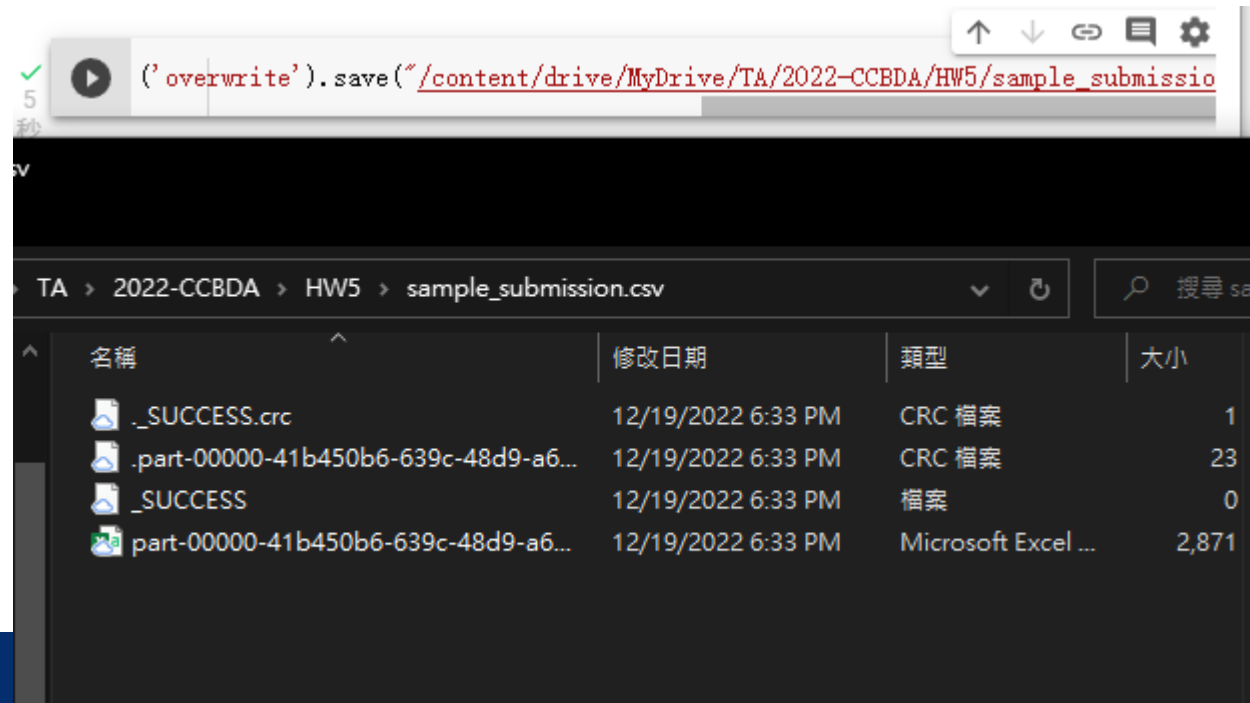 ('overwrite').save("/content/drive/MyDrive/TA/2022-CCBDA/HW5/sample_submissio
5
秒
TA > 2022-CCBDA > HW5 > sample_submission.csv
搜尋 sa
名稱 修改日期 類型 大小
._SUCCESS.crc 12/19/2022 6:33 PM CRC 檔案 1
.part-00000-41b450b6-639c-48d9-a6... 12/19/2022 6:33 PM CRC 檔案 23
_SUCCESS 12/19/2022 6:33 PM 檔案 0
part-00000-41b450b6-639c-48d9-a6... 12/19/2022 6:33 PM Microsoft Excel ... 2,871